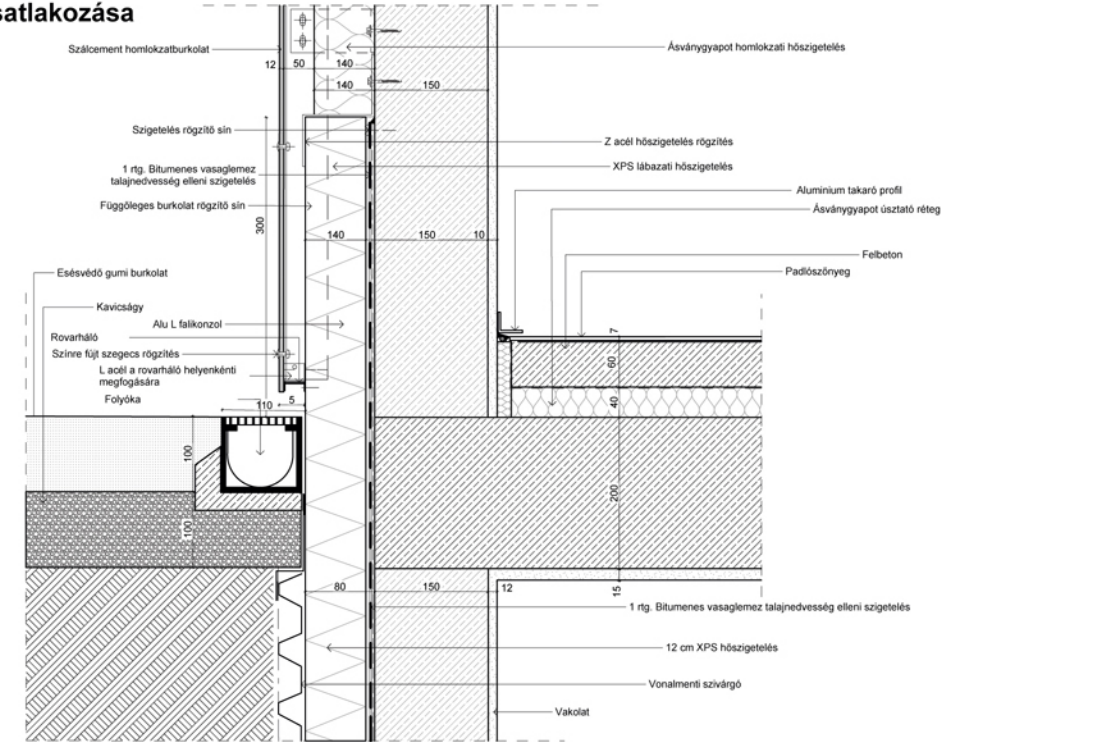 satlakozása
Szálcement homlokzatburkolat
Ásványgyapot homlokzati hőszigetelés
12
50
140
140
150
Szigetelés rögzítő sín
Z acél hőszigetelés rögzítés
1 rtg. Bitumenes vasaglemez
talajnedvesség elleni szigetelés
XPS lábazati hőszigetelés
Aluminium takaró profil
Függőleges burkolat rögzítő sín
Ásványgyapot úsztató réteg
300
140
150
10
Felbeton
Esésvédő gumi burkolat
Padlószőnyeg
Kavicságy
Alu L falikonzol
Rovarháló
7
Színre fújt szegecs rögzítés
60
L acél a rovarháló helyenkénti
megfogására
Folyóka
110
5
40
100
200
100
80
150
12
15
1 rtg. Bitumenes vasaglemez talajnedvesség elleni szigetelés
12 cm XPS hőszigetelés
Vonalmenti szivárgó
Vakolat